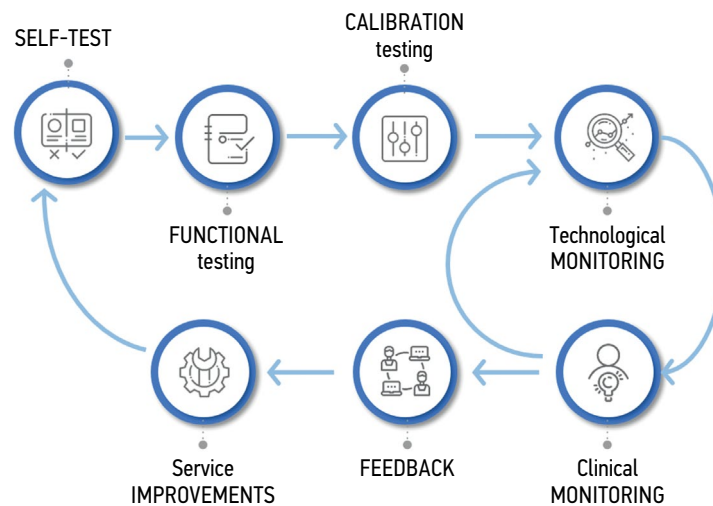 SELF-TEST
CALIBRATION
testing
FUNCTIONAL
testing
Technological
MONITORING
Service
IMPROVEMENTS
FEEDBACK
Clinical
MONITORING